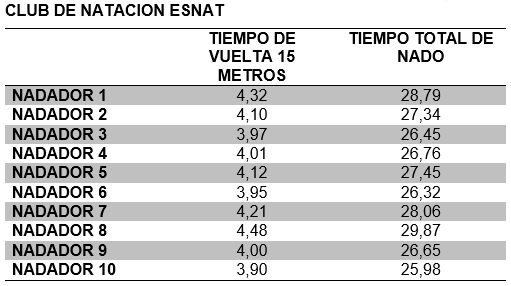 CLUB DE NATACION ESNAT
TIEMPO DE VUELTA 15 METROS TIEMPO TOTAL DE NADO
NADADOR 1 4,32 28,79
NADADOR 2 4,10 27,34
NADADOR 3 3,97 26,45
NADADOR 4 4,01 26,76
NADADOR 5 4,12 27,45
NADADOR 6 3,95 26,32
NADADOR 7 4,21 28,06
NADADOR 8 4,48 29,87
NADADOR 9 4,00 26,65
NADADOR 10 3,90 25,98